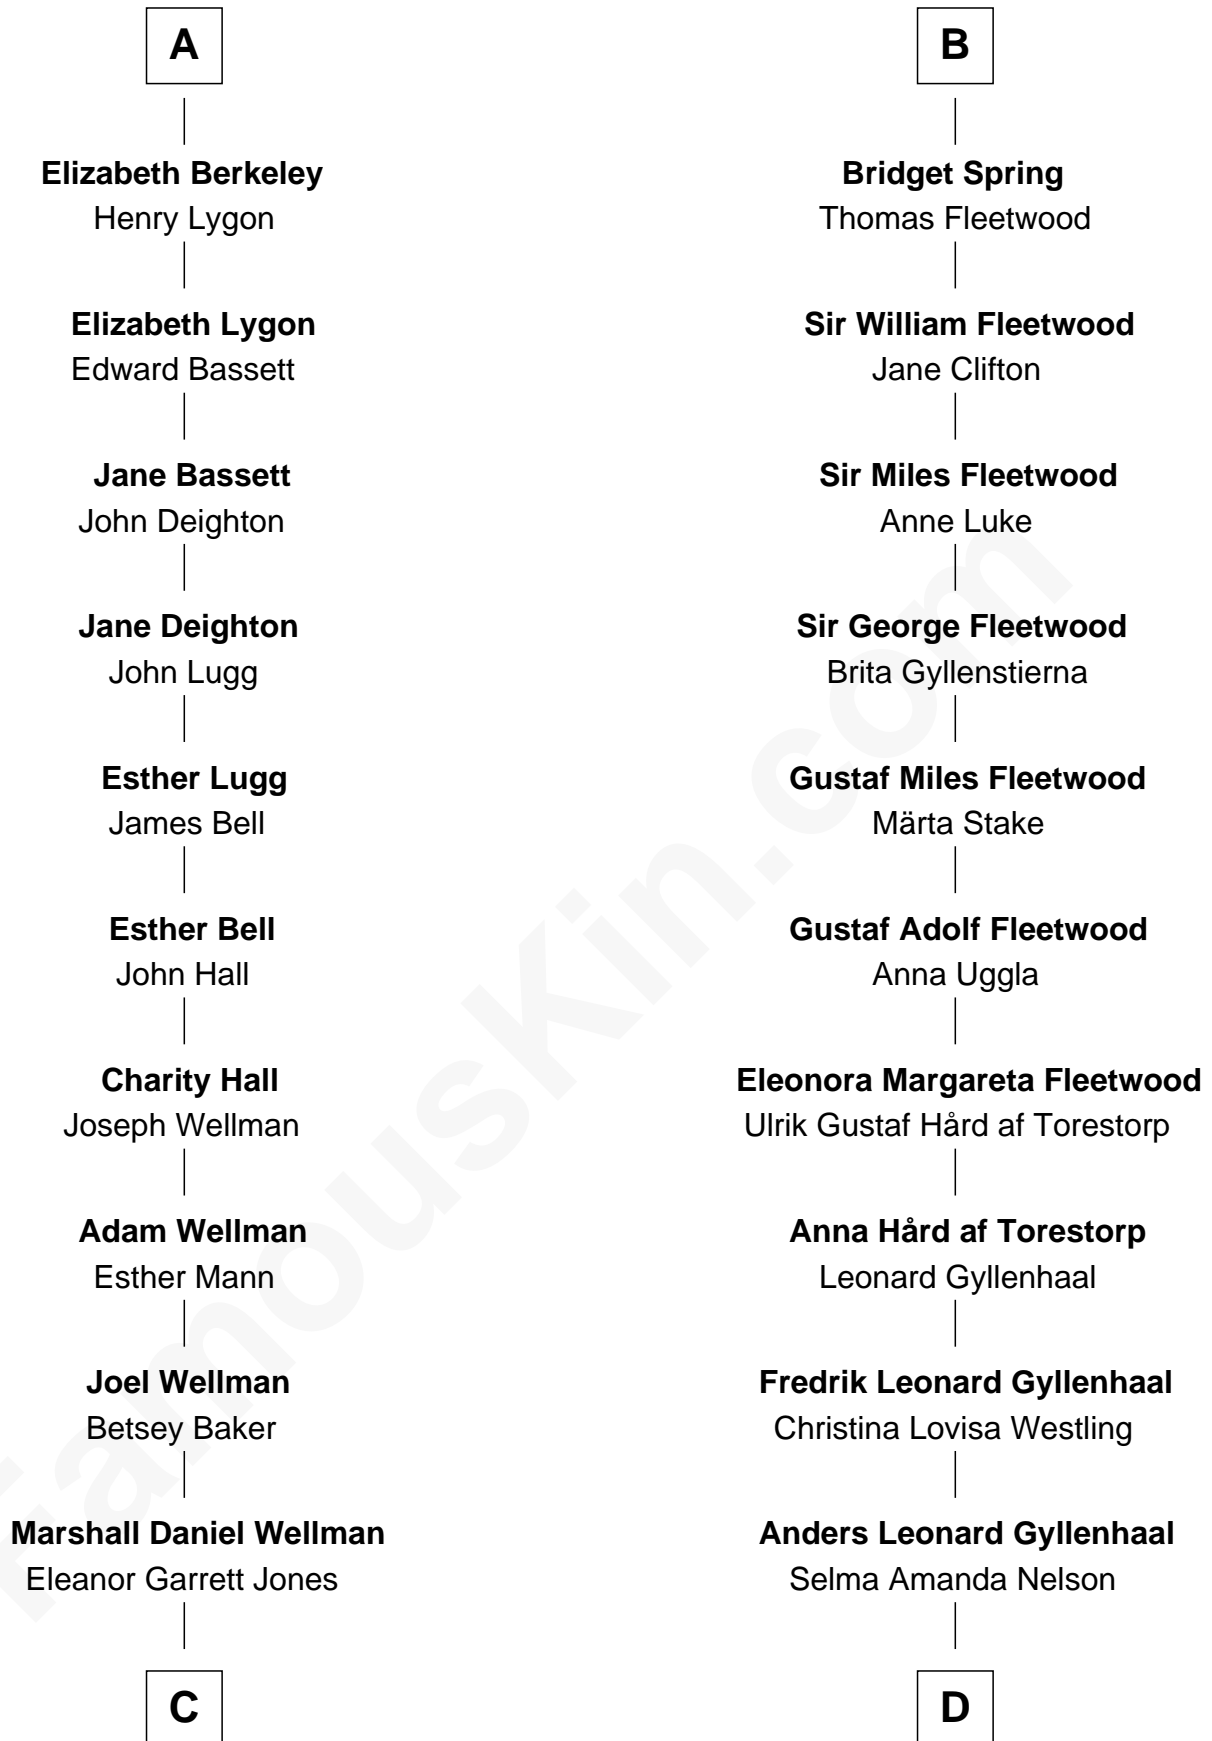 A
Elizabeth Berkeley
Henry Lygon
Elizabeth Lygon
Edward Bassett
Jane Bassett
John Deighton
Jane Deighton
John Lugg
Esther Lugg
James Bell
Esther Bell
John Hall
Charity Hall
Joseph Wellman
Adam Wellman
Esther Mann
Joel Wellman
Betsey Baker
Marshall Daniel Wellman
Eleanor Garrett Jones
C
B
Bridget Spring
Thomas Fleetwood
Sir William Fleetwood
Jane Clifton
Sir Miles Fleetwood
Anne Luke
Sir George Fleetwood
Brita Gyllenstierna
Gustaf Miles Fleetwood
Märta Stake
Gustaf Adolf Fleetwood
Anna Uggla
Eleonora Margareta Fleetwood
Ulrik Gustaf Hård af Torestorp
Anna Hård af Torestorp
Leonard Gyllenhaal
Fredrik Leonard Gyllenhaal
Christina Lovisa Westling
Anders Leonard Gyllenhaal
Selma Amanda Nelson
D
FamousKin.com